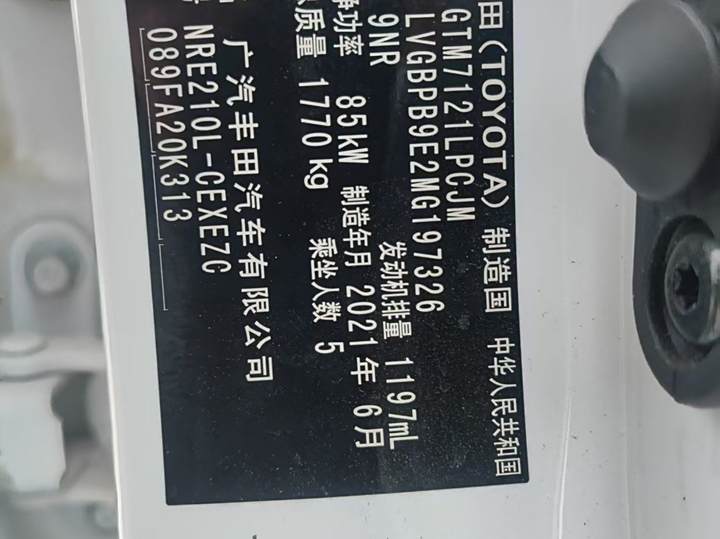 田(TOYOTA) 制造国 中华人民共和国
GTM7121LPCJM
LVGBPB9E2MG197326
9NR 发动机排量 1197mL
净功率 85kW 制造年月 2021年6月
质量 1770kg 乘坐人数 5
广汽丰田汽车有限公司
NRE210L-CEXEZC
089FA20K313